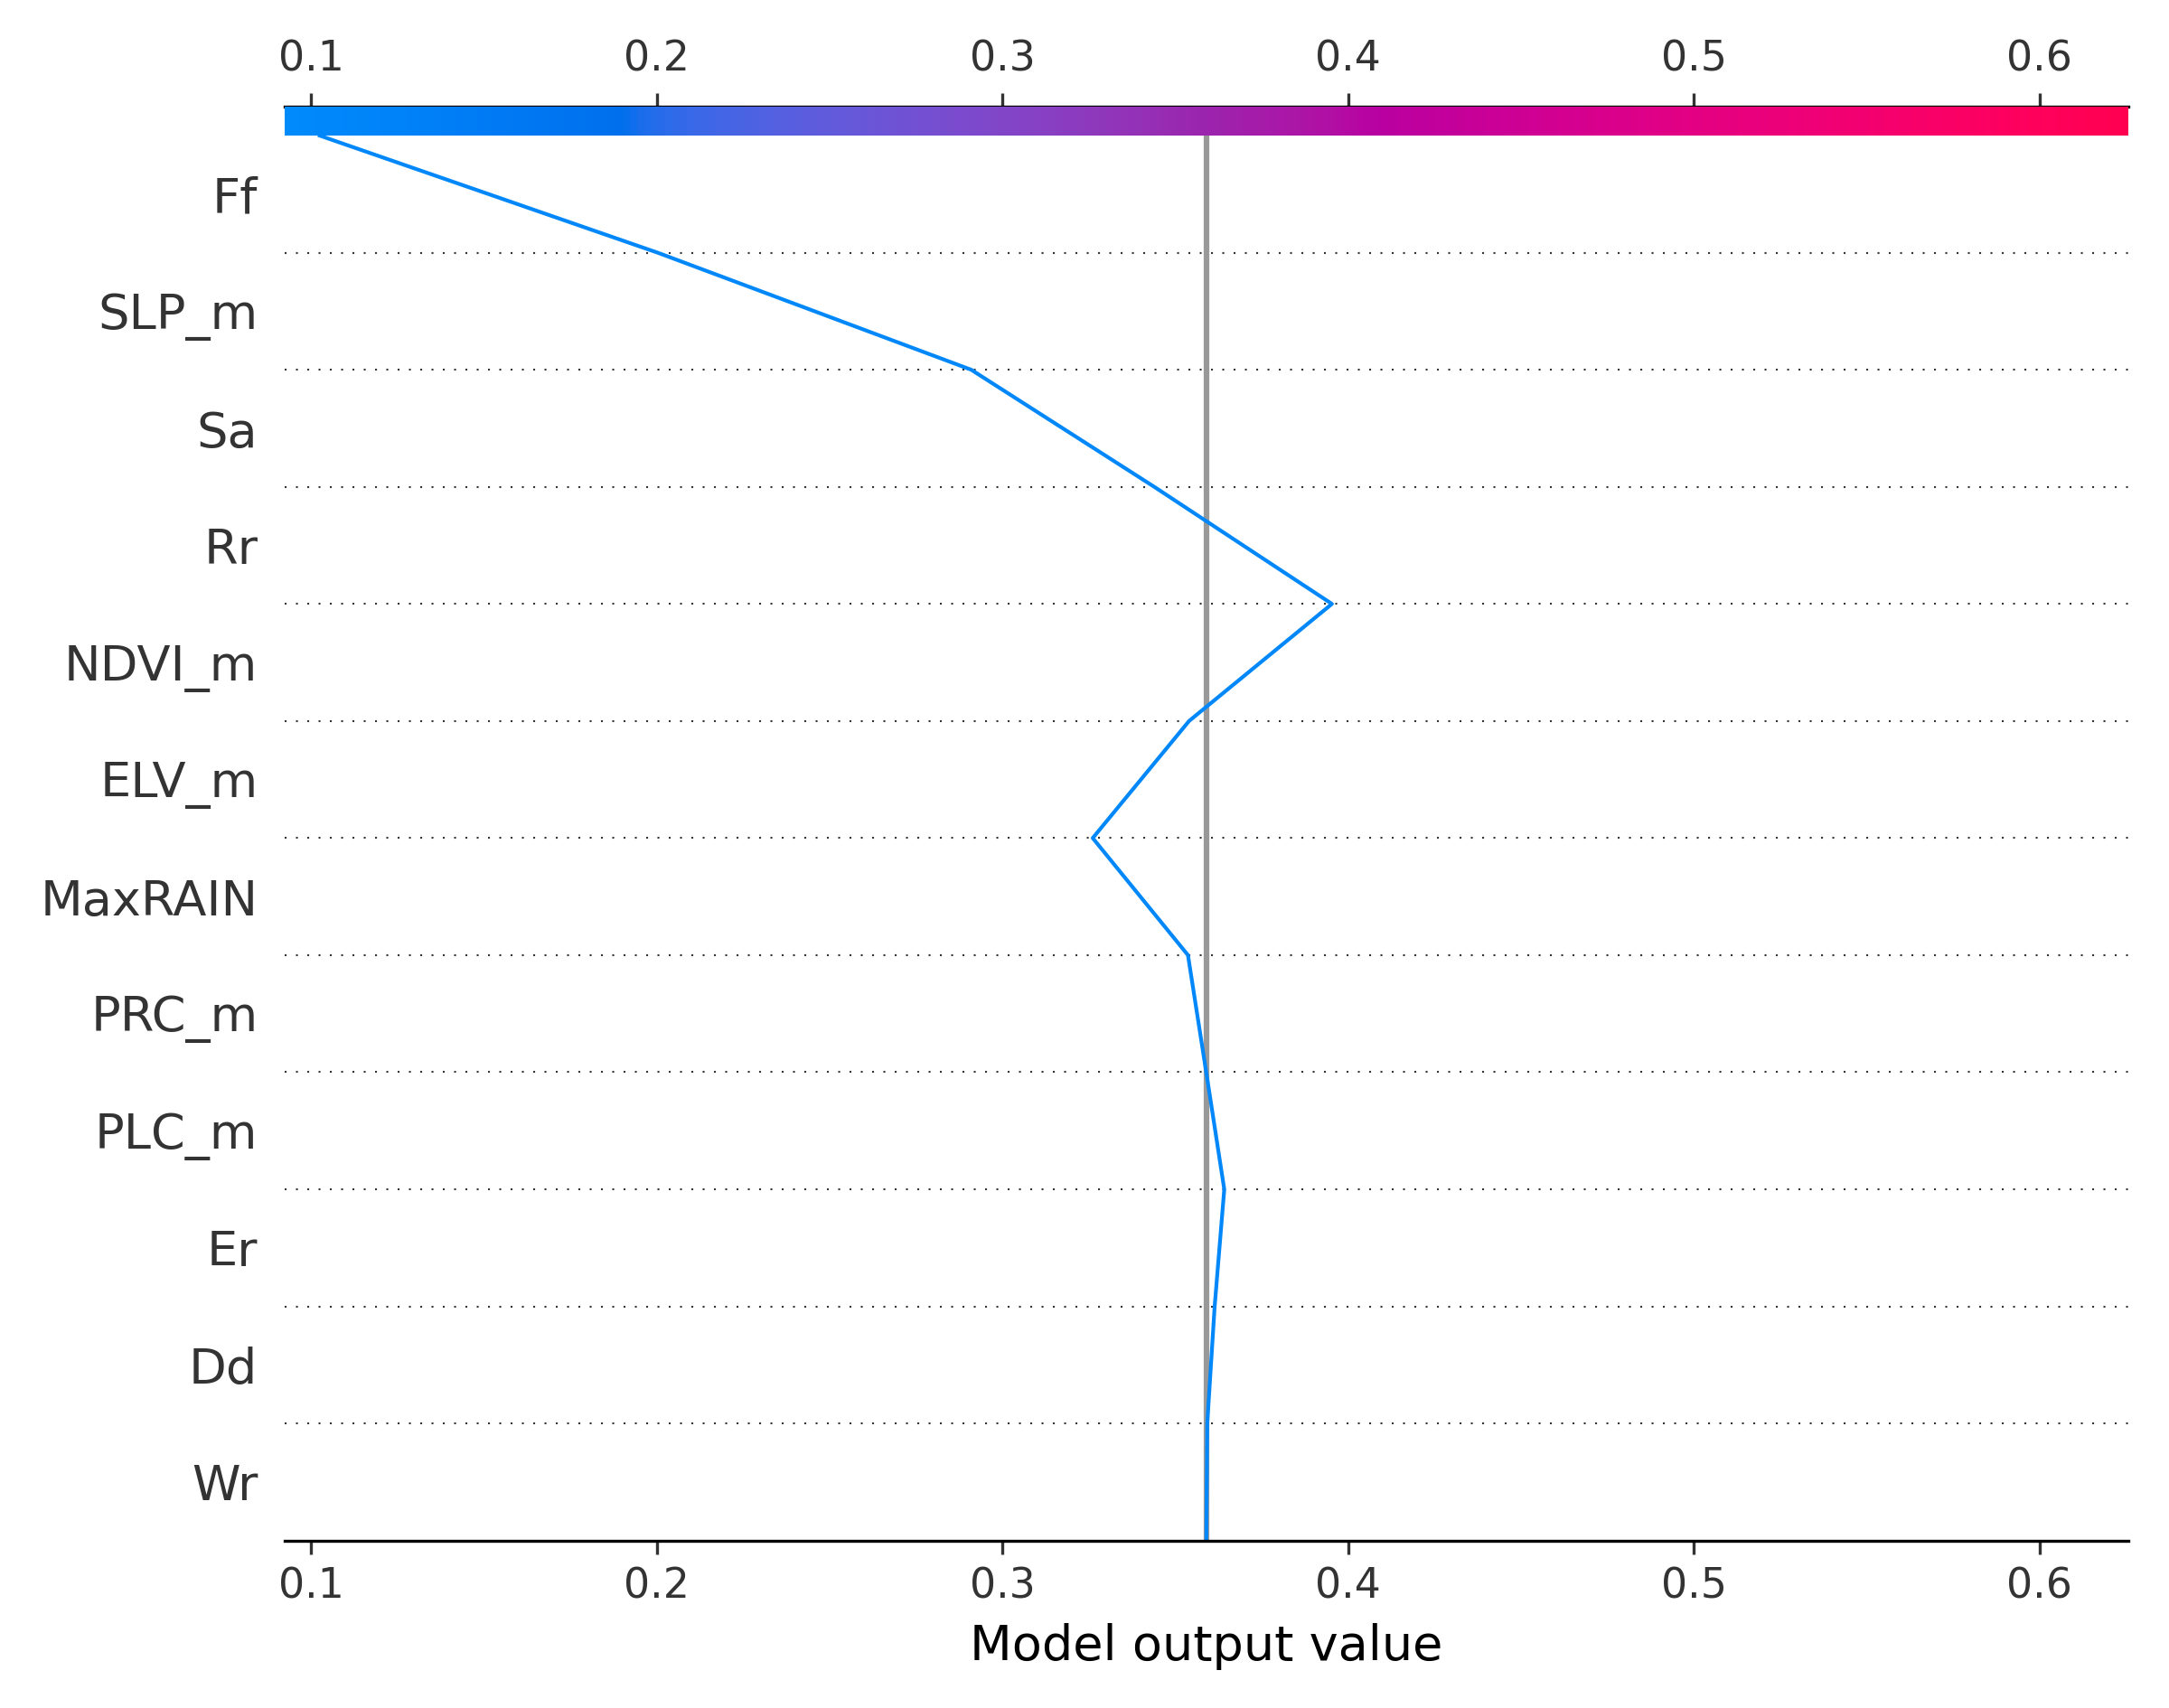 0.1 0.2 0.3 0.4 0.5 0.6
Ff
SLP_m
Sa
Rr
NDVI_m
ELV_m
MaxRAIN
PRC_m
PLC_m
Er
Dd
Wr
0.1 0.2 0.3 0.4 0.5 0.6
Model output value